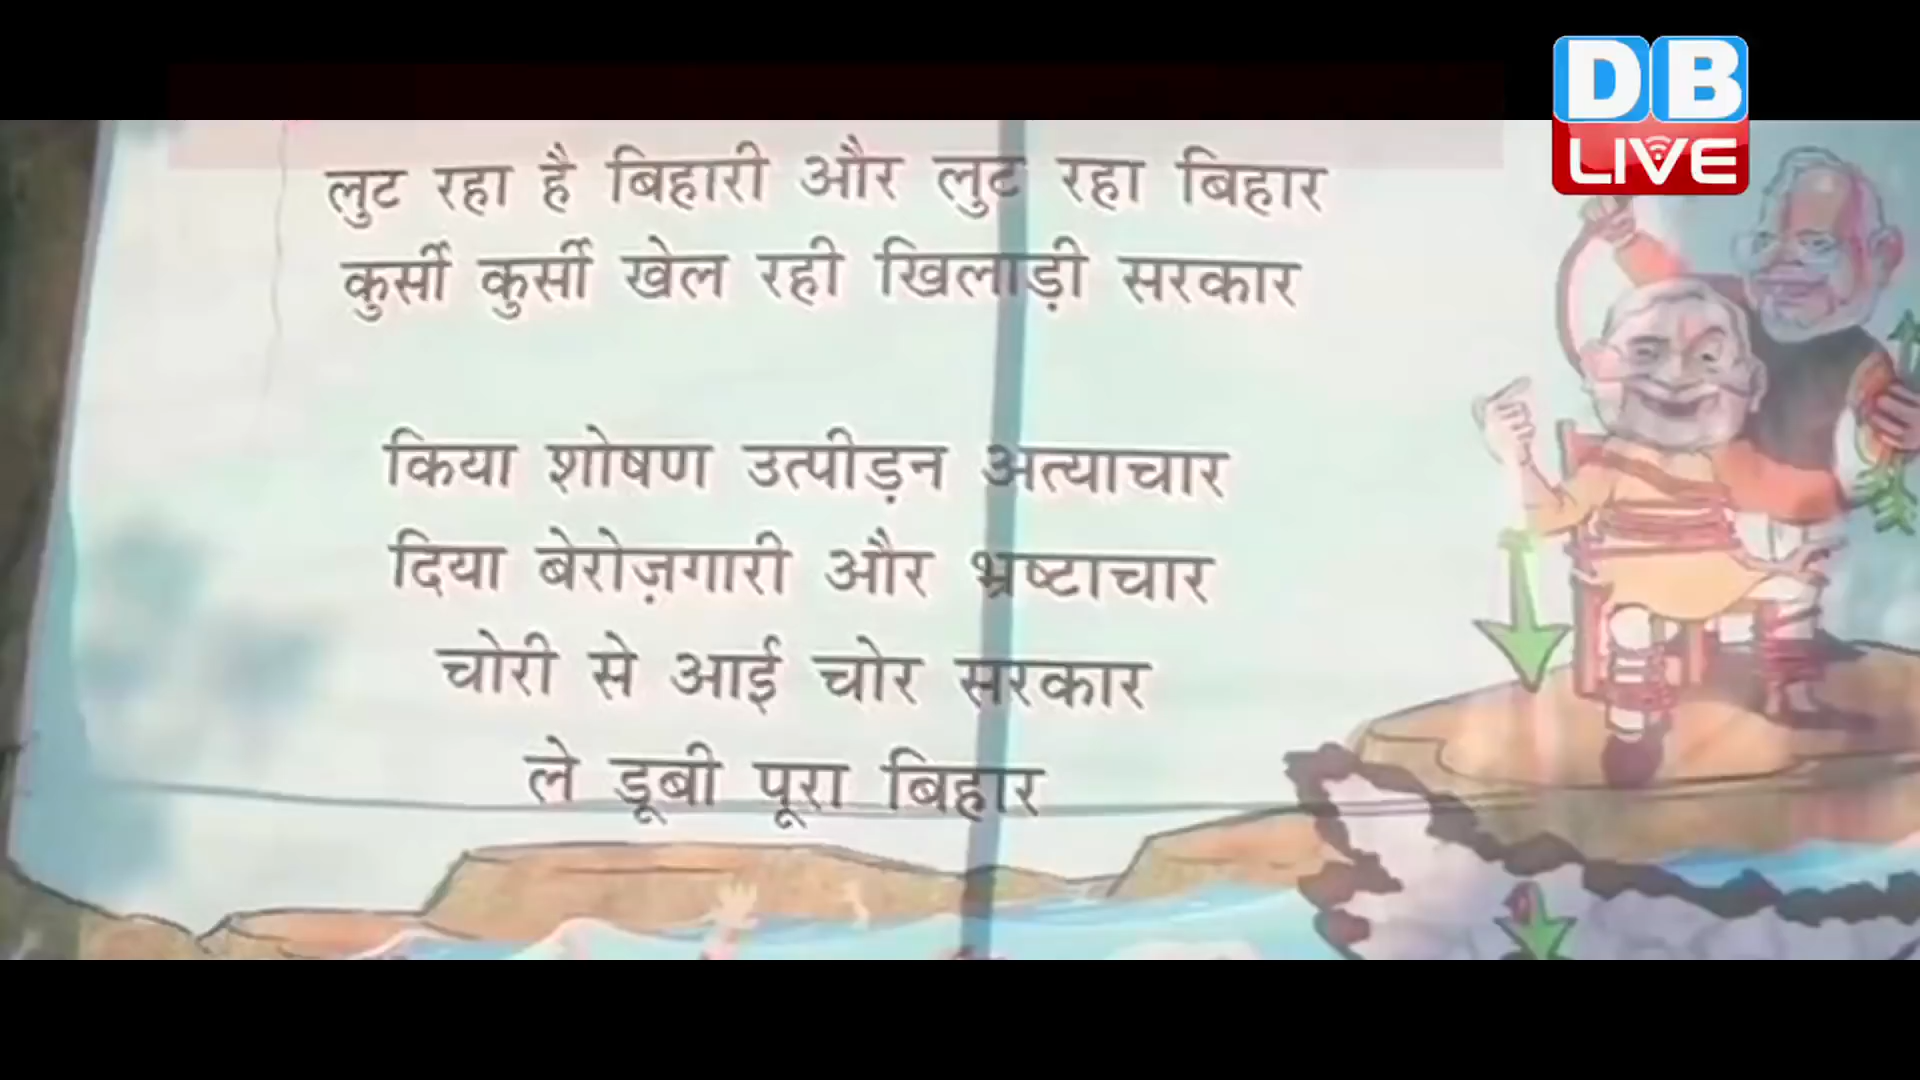 DB
LIVE
लुट रहा है बिहारी और लुट रहा बिहार
कुर्सी कुर्सी खेल रही खिलाड़ी सरकार
किया शोषण उत्पीड़न अत्याचार
दिया बेरोज़गारी और भ्रष्टाचार
चोरी से आई चोर सरकार
ले डूबी पूरा बिहार